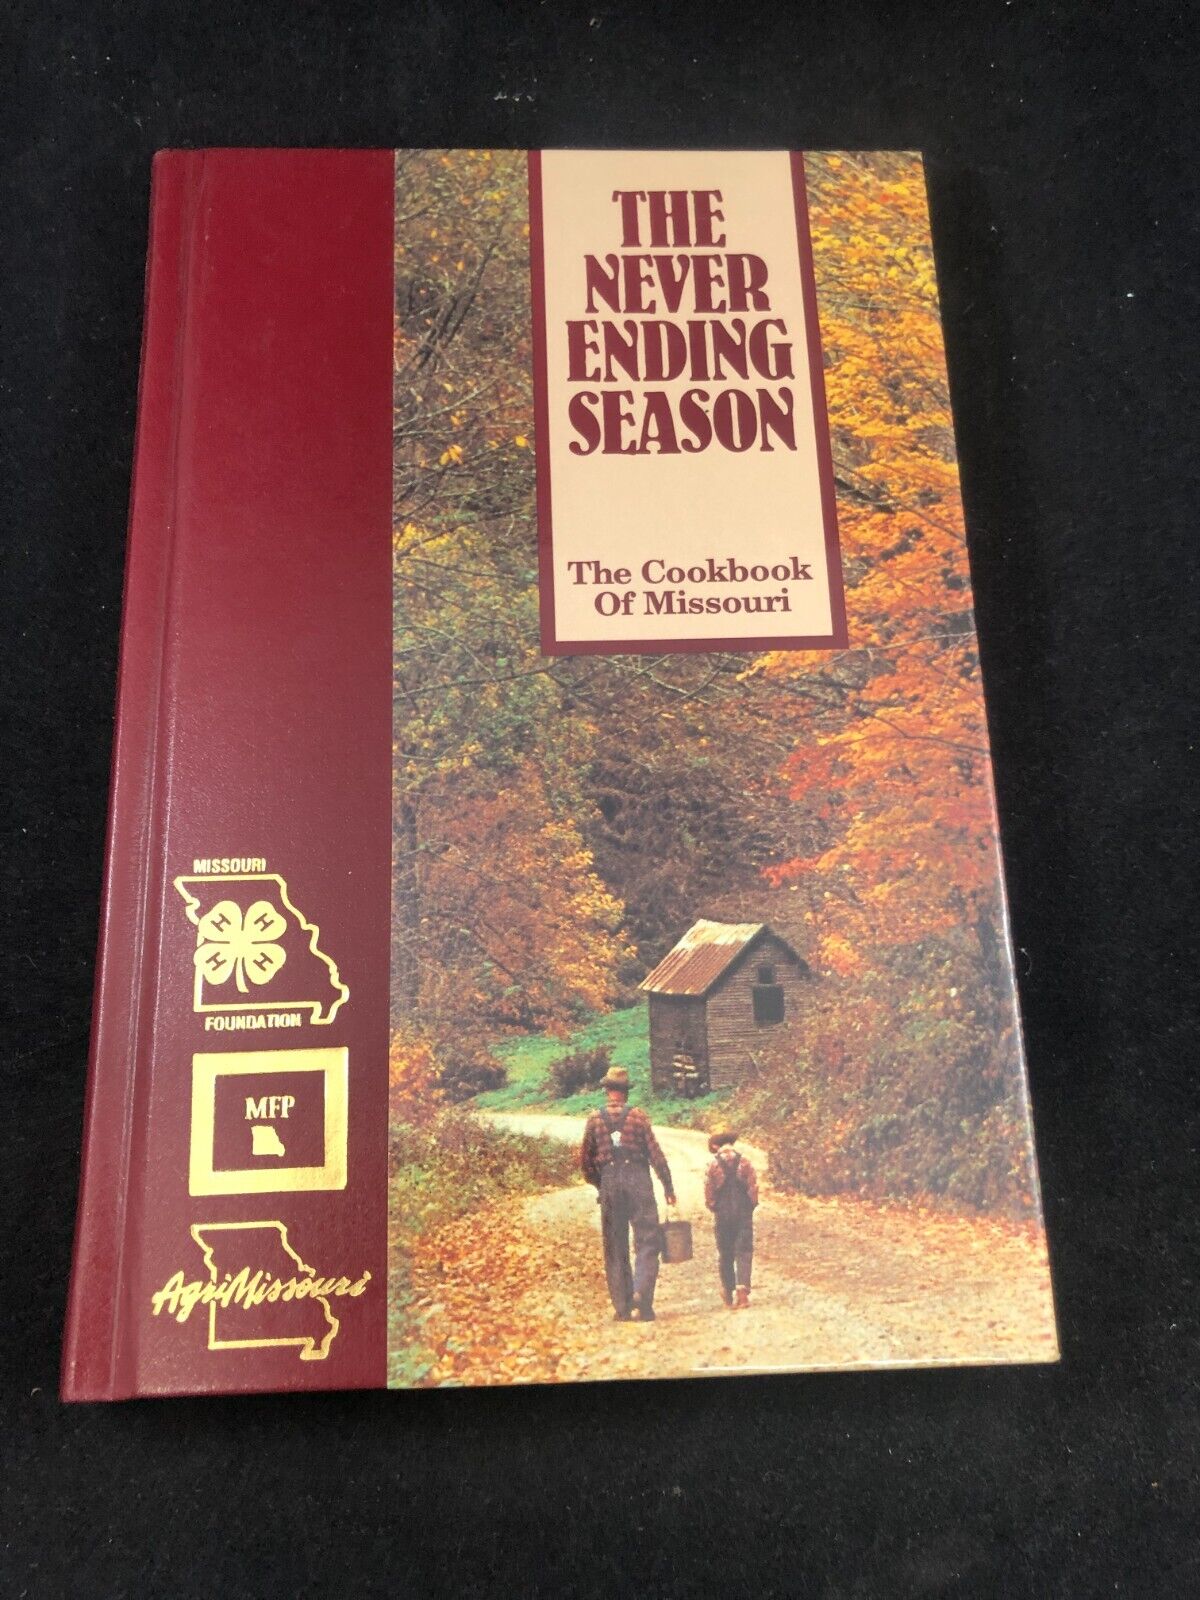 THE
NEVER
ENDING
SEASON
The Cookbook
Of Missouri
MISSOURI
H H
H H
FOUNDATION
MFP
AgriMissouri